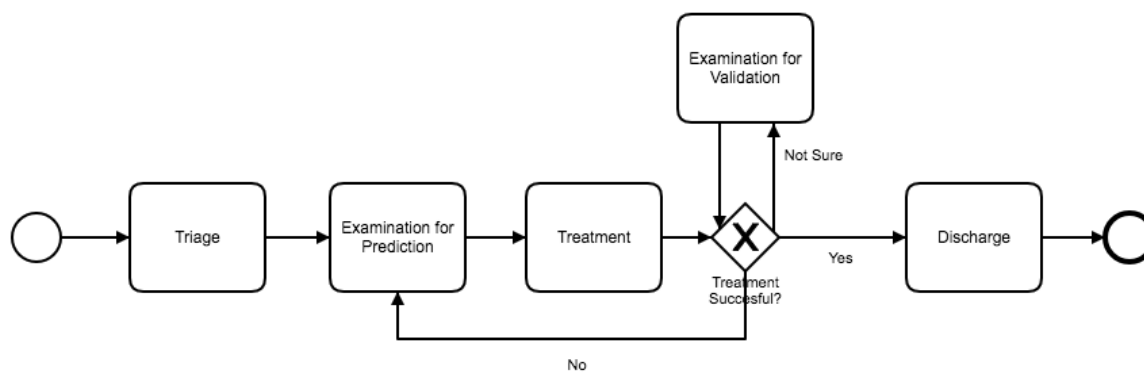 Examination for
Validation
Not Sure
Triage
Examination for
Prediction
Treatment
X
Discharge
Yes
Treatment
Succesful?
No